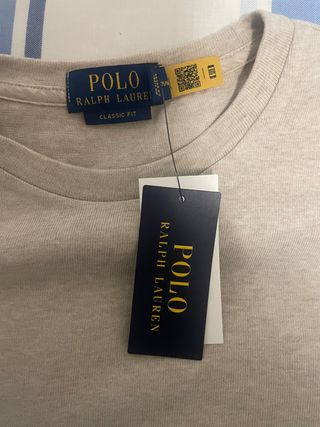 POLO
RALPH LAUREN
CLASSIC FIT
POLO
RALPH LAUREN